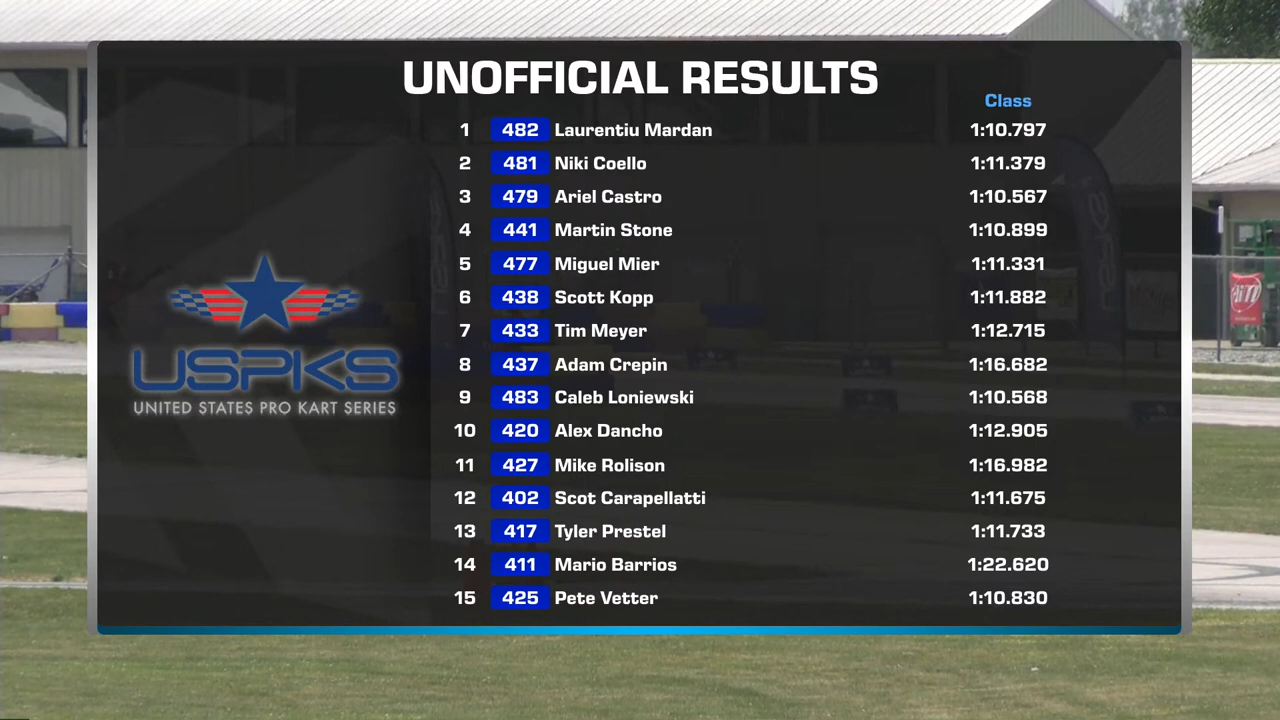 UNOFFICIAL RESULTS
Class
1 482 Laurentiu Mardan 1:10.797
2 481 Niki Coello 1:11.379
3 479 Ariel Castro 1:10.567
4 441 Martin Stone 1:10.899
5 477 Miguel Mier 1:11.331
6 438 Scott Kopp 1:11.882
7 433 Tim Meyer 1:12.715
8 437 Adam Crepin 1:16.682
9 483 Caleb Loniewski 1:10.568
10 420 Alex Dancho 1:12.905
11 427 Mike Rolison 1:16.982
12 402 Scot Carapellatti 1:11.675
13 417 Tyler Prestel 1:11.733
14 411 Mario Barrios 1:22.620
15 425 Pete Vetter 1:10.830
USPKS
UNITED STATES PRO KART SERIES